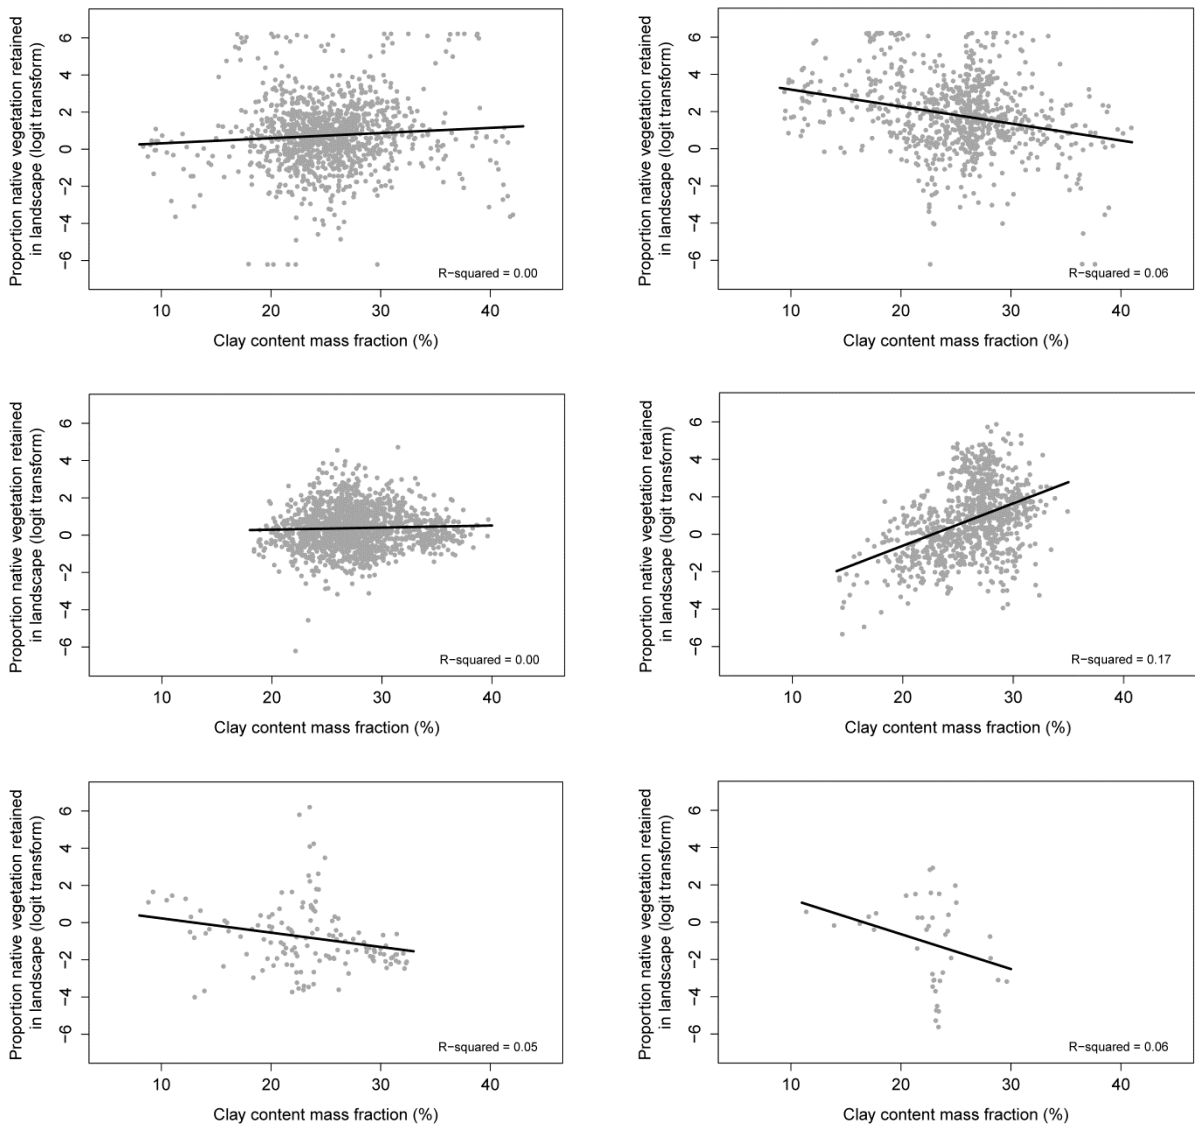 Proportion native vegetation retained
in landscape (logit transform)
6
4
2
0
−2
−4
−6
R−squared = 0.00
10
20
30
40
Clay content mass fraction (%)
Proportion native vegetation retained
in landscape (logit transform)
6
4
2
0
−2
−4
−6
R−squared = 0.06
10
20
30
40
Clay content mass fraction (%)
Proportion native vegetation retained
in landscape (logit transform)
6
4
2
0
−2
−4
−6
R−squared = 0.00
10
20
30
40
Clay content mass fraction (%)
Proportion native vegetation retained
in landscape (logit transform)
6
4
2
0
−2
−4
−6
R−squared = 0.17
10
20
30
40
Clay content mass fraction (%)
Proportion native vegetation retained
in landscape (logit transform)
6
4
2
0
−2
−4
−6
R−squared = 0.05
10
20
30
40
Clay content mass fraction (%)
Proportion native vegetation retained
in landscape (logit transform)
6
4
2
0
−2
−4
−6
R−squared = 0.06
10
20
30
40
Clay content mass fraction (%)